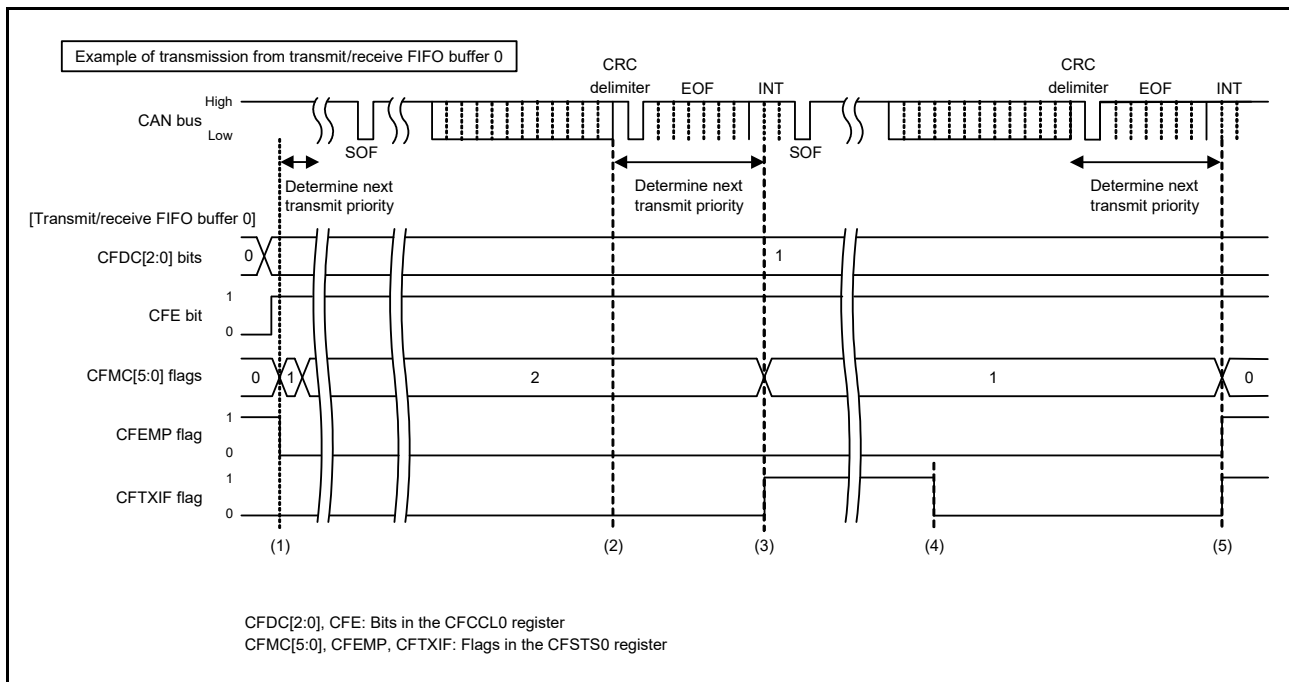 Example of transmission from transmit/receive FIFO buffer 0
CRC
delimiter EOF INT
CRC
delimiter EOF INT
High
CAN bus
Low
SOF
SOF
Determine next
transmit priority
Determine next
transmit priority
Determine next
transmit priority
[Transmit/receive FIFO buffer 0]
CFDC[2:0] bits 0 1
1
CFE bit
0
CFMC[5:0] flags 0 1 2 1 0
1
CFEMP flag
0
1
CFTXIF flag
0
(1) (2) (3) (4) (5)
CFDC[2:0], CFE: Bits in the CFCCL0 register
CFMC[5:0], CFEMP, CFTXIF: Flags in the CFSTS0 register